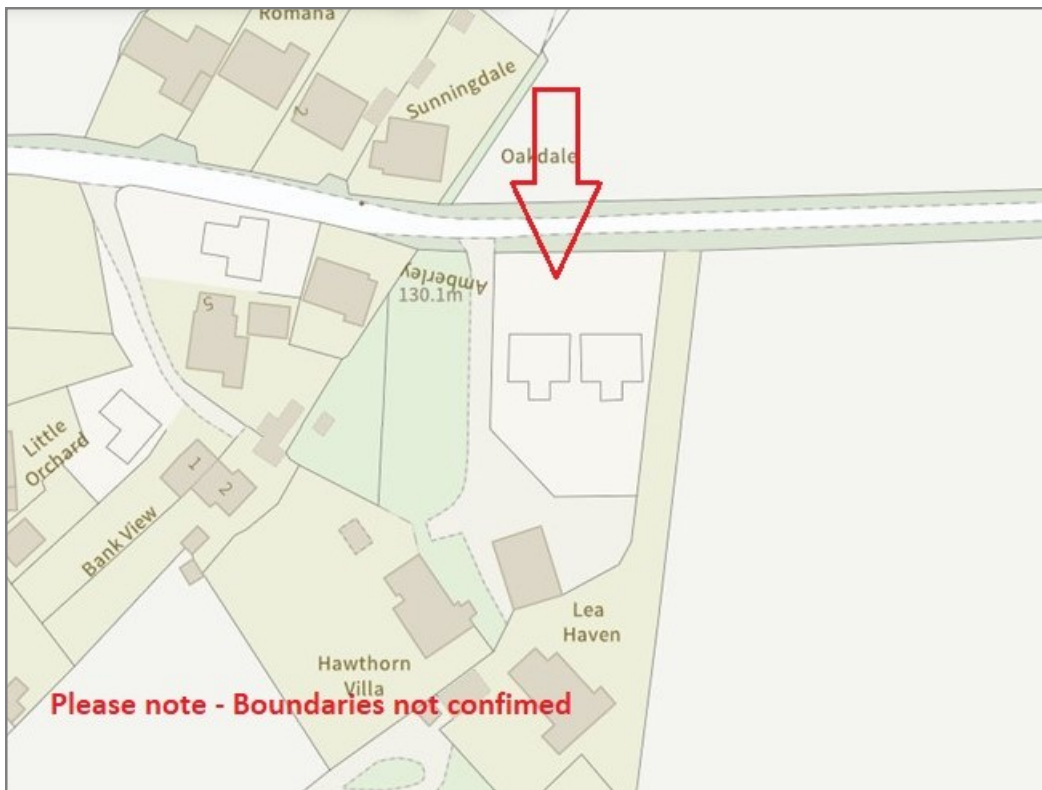 Romana
Sunningdale
2
Oakdale
Amberley
130.1m
5
Little
Orchard
1
2
Bank View
Lea
Haven
Hawthorn
Villa
Please note - Boundaries not confimed